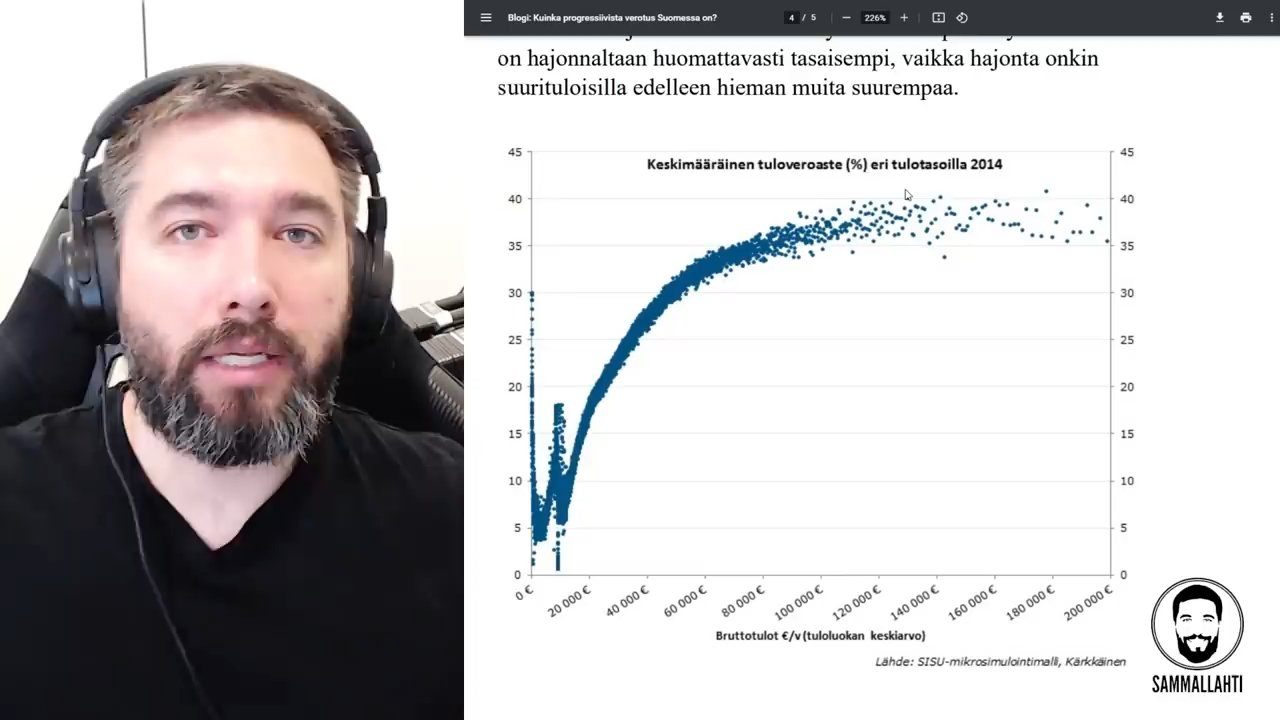 Blogi: Kuinka progressiivista verotus Suomessa on?
4 / 5
226%
on hajonnaltaan huomattavasti tasaisempi, vaikka hajonta onkin
suurituloisilla edelleen hieman muita suurempaa.
Keskimääräinen tuloveroaste (%) eri tulotasoilla 2014
45 45
40 40
35 35
30 30
25 25
20 20
15 15
10 10
5 5
0 0
0 € 20 000 € 40 000 € 60 000 € 80 000 € 100 000 € 120 000 € 140 000 € 160 000 € 180 000 € 200 000 €
Bruttotulot €/v (tuloluokan keskiarvo)
Lähde: SISU-mikrosimulointimalli, Kärkkäinen
SAMMALLAHTI